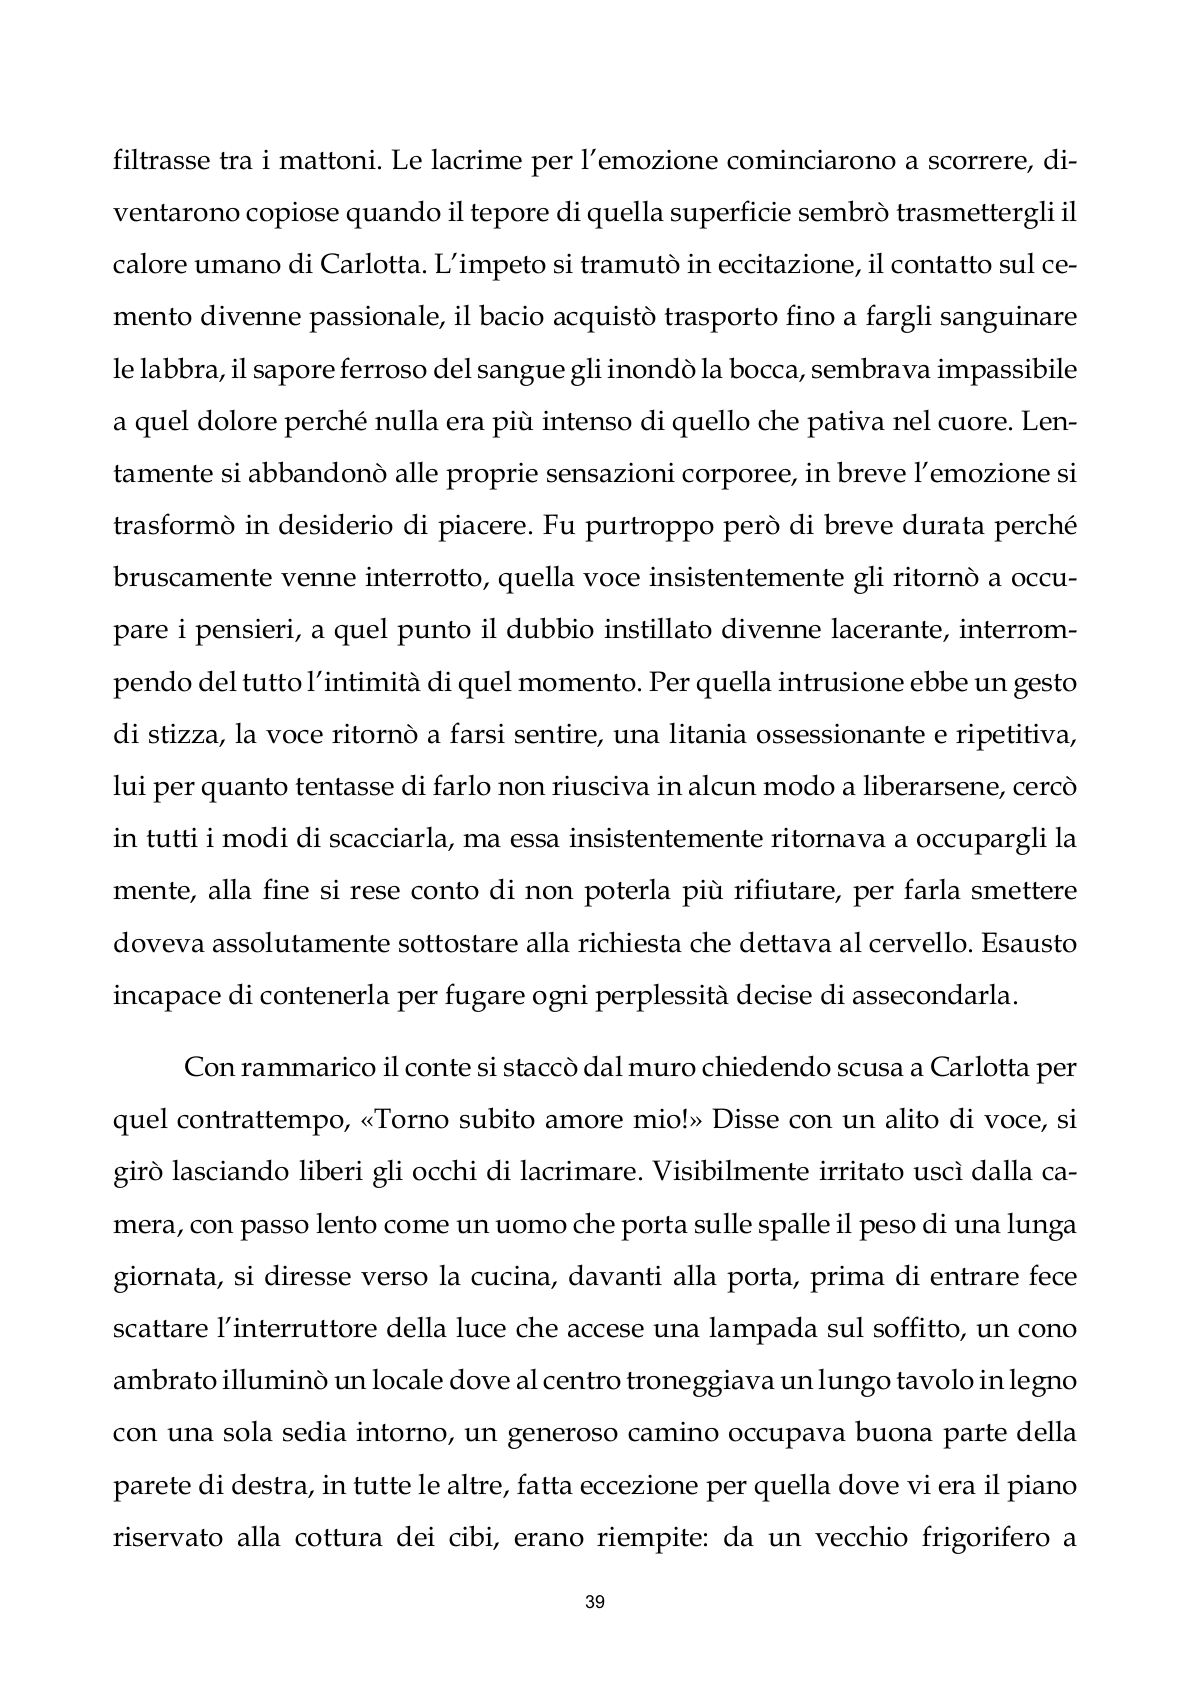 filtrasse tra i mattoni. Le lacrime per l’emozione cominciarono a scorrere, di-
ventarono copiose quando il tepore di quella superficie sembrò trasmettergli il
calore umano di Carlotta. L’impeto si tramutò in eccitazione, il contatto sul ce-
mento divenne passionale, il bacio acquistò trasporto fino a fargli sanguinare
le labbra, il sapore ferroso del sangue gli inondò la bocca, sembrava impassibile
a quel dolore perché nulla era più intenso di quello che pativa nel cuore. Len-
tamente si abbandonò alle proprie sensazioni corporee, in breve l’emozione si
trasformò in desiderio di piacere. Fu purtroppo però di breve durata perché
bruscamente venne interrotto, quella voce insistentemente gli ritornò a occu-
pare i pensieri, a quel punto il dubbio instillato divenne lacerante, interrom-
pendo del tutto l’intimità di quel momento. Per quella intrusione ebbe un gesto
di stizza, la voce ritornò a farsi sentire, una litania ossessionante e ripetitiva,
lui per quanto tentasse di farlo non riusciva in alcun modo a liberarsene, cercò
in tutti i modi di scacciarla, ma essa insistentemente ritornava a occupargli la
mente, alla fine si rese conto di non poterla più rifiutare, per farla smettere
doveva assolutamente sottostare alla richiesta che dettava al cervello. Esausto
incapace di contenerla per fugare ogni perplessità decise di assecondarla.
Con rammarico il conte si staccò dal muro chiedendo scusa a Carlotta per
quel contrattempo, «Torno subito amore mio!» Disse con un alito di voce, si
girò lasciando liberi gli occhi di lacrimare. Visibilmente irritato uscì dalla ca-
mera, con passo lento come un uomo che porta sulle spalle il peso di una lunga
giornata, si diresse verso la cucina, davanti alla porta, prima di entrare fece
scattare l’interruttore della luce che accese una lampada sul soffitto, un cono
ambrato illuminò un locale dove al centro troneggiava un lungo tavolo in legno
con una sola sedia intorno, un generoso camino occupava buona parte della
parete di destra, in tutte le altre, fatta eccezione per quella dove vi era il piano
riservato alla cottura dei cibi, erano riempite: da un vecchio frigorifero a
39